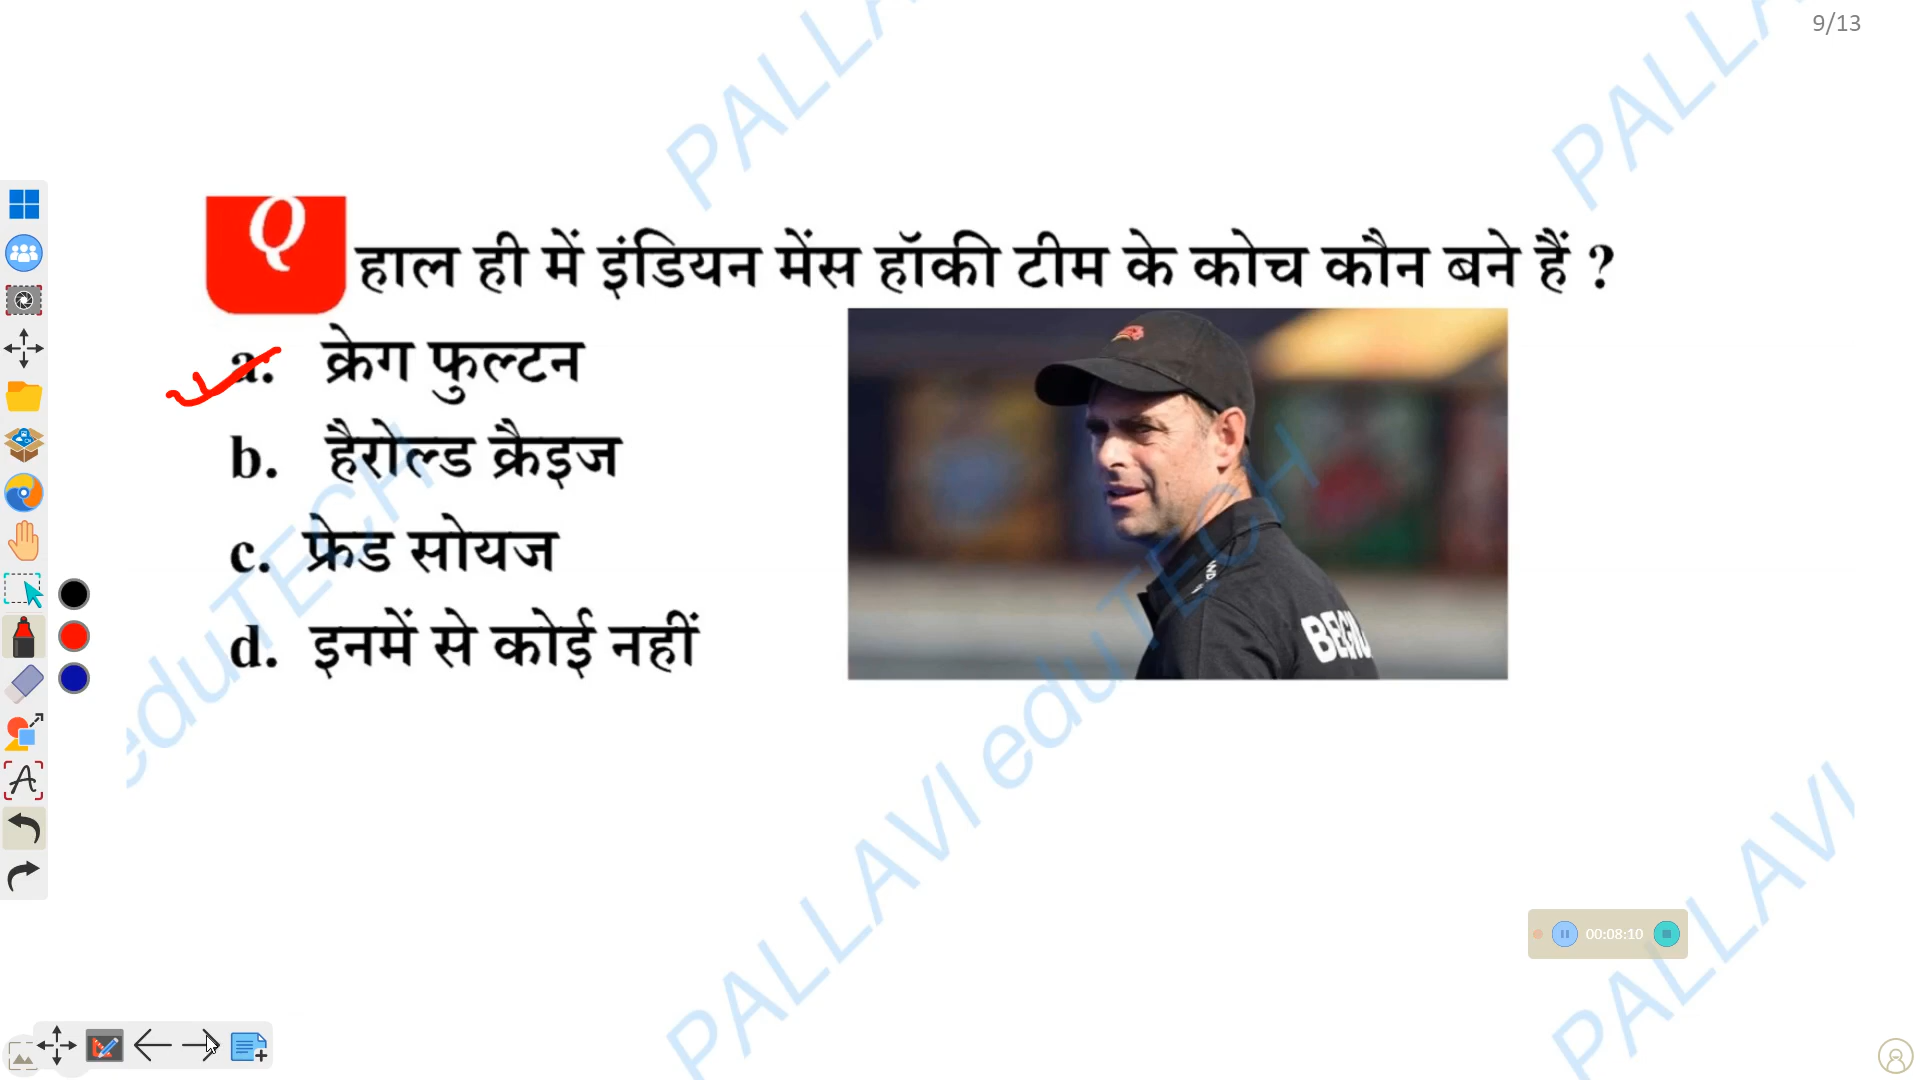 9/13
Q हाल ही में इंडियन मेंस हॉकी टीम के कोच कौन बने हैं ?
a. क्रेग फुल्टन
b. हैरोल्ड क्रैइज
c. फ्रेड सोयज
d. इनमें से कोई नहीं
PALLAVI eduTECH
00:08:10